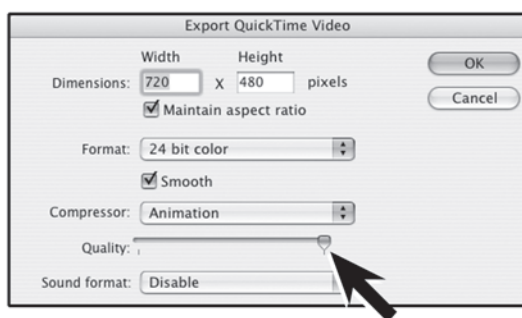 Export QuickTime Video
Width Height
Dimensions: 720 X 480 pixels
Maintain aspect ratio
Format: 24 bit color
Smooth
Compressor: Animation
Quality:
Sound format: Disable
OK
Cancel